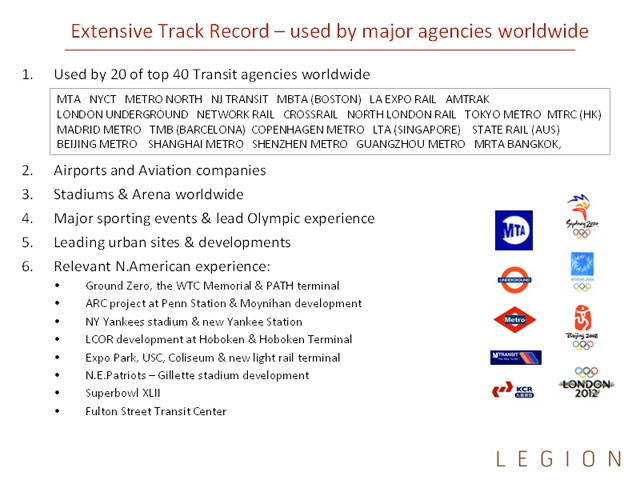 Extensive Track Record – used by major agencies worldwide
1. Used by 20 of top 40 Transit agencies worldwide
MTA NYCT METRO NORTH NJ TRANSIT MBTA (BOSTON) LA EXPO RAIL AMTRAK
LONDON UNDERGROUND NETWORK RAIL CROSSRAIL NORTH LONDON RAIL TOKYO METRO MTRC (HK)
MADRID METRO TMB (BARCELONA) COPENHAGEN METRO LTA (SINGAPORE) STATE RAIL (AUS)
BEIJING METRO SHANGHAI METRO SHENZHEN METRO GUANGZHOU METRO MRTA BANGKOK,
2. Airports and Aviation companies
3. Stadiums & Arena worldwide
4. Major sporting events & lead Olympic experience
5. Leading urban sites & developments
6. Relevant N.American experience:
• Ground Zero, the WTC Memorial & PATH terminal
• ARC project at Penn Station & Moynihan development
• NY Yankees stadium & new Yankee Station
• LCOR development at Hoboken & Hoboken Terminal
• Expo Park, USC, Coliseum & new light rail terminal
• N.E.Patriots – Gillette stadium development
• Superbowl XLII
• Fulton Street Transit Center
MTA
Sydney 2000
UNDERGROUND
ATHENS 2004
Metro
Beijing 2008
TRANSIT
KCR
LONDON
2012
LEGION